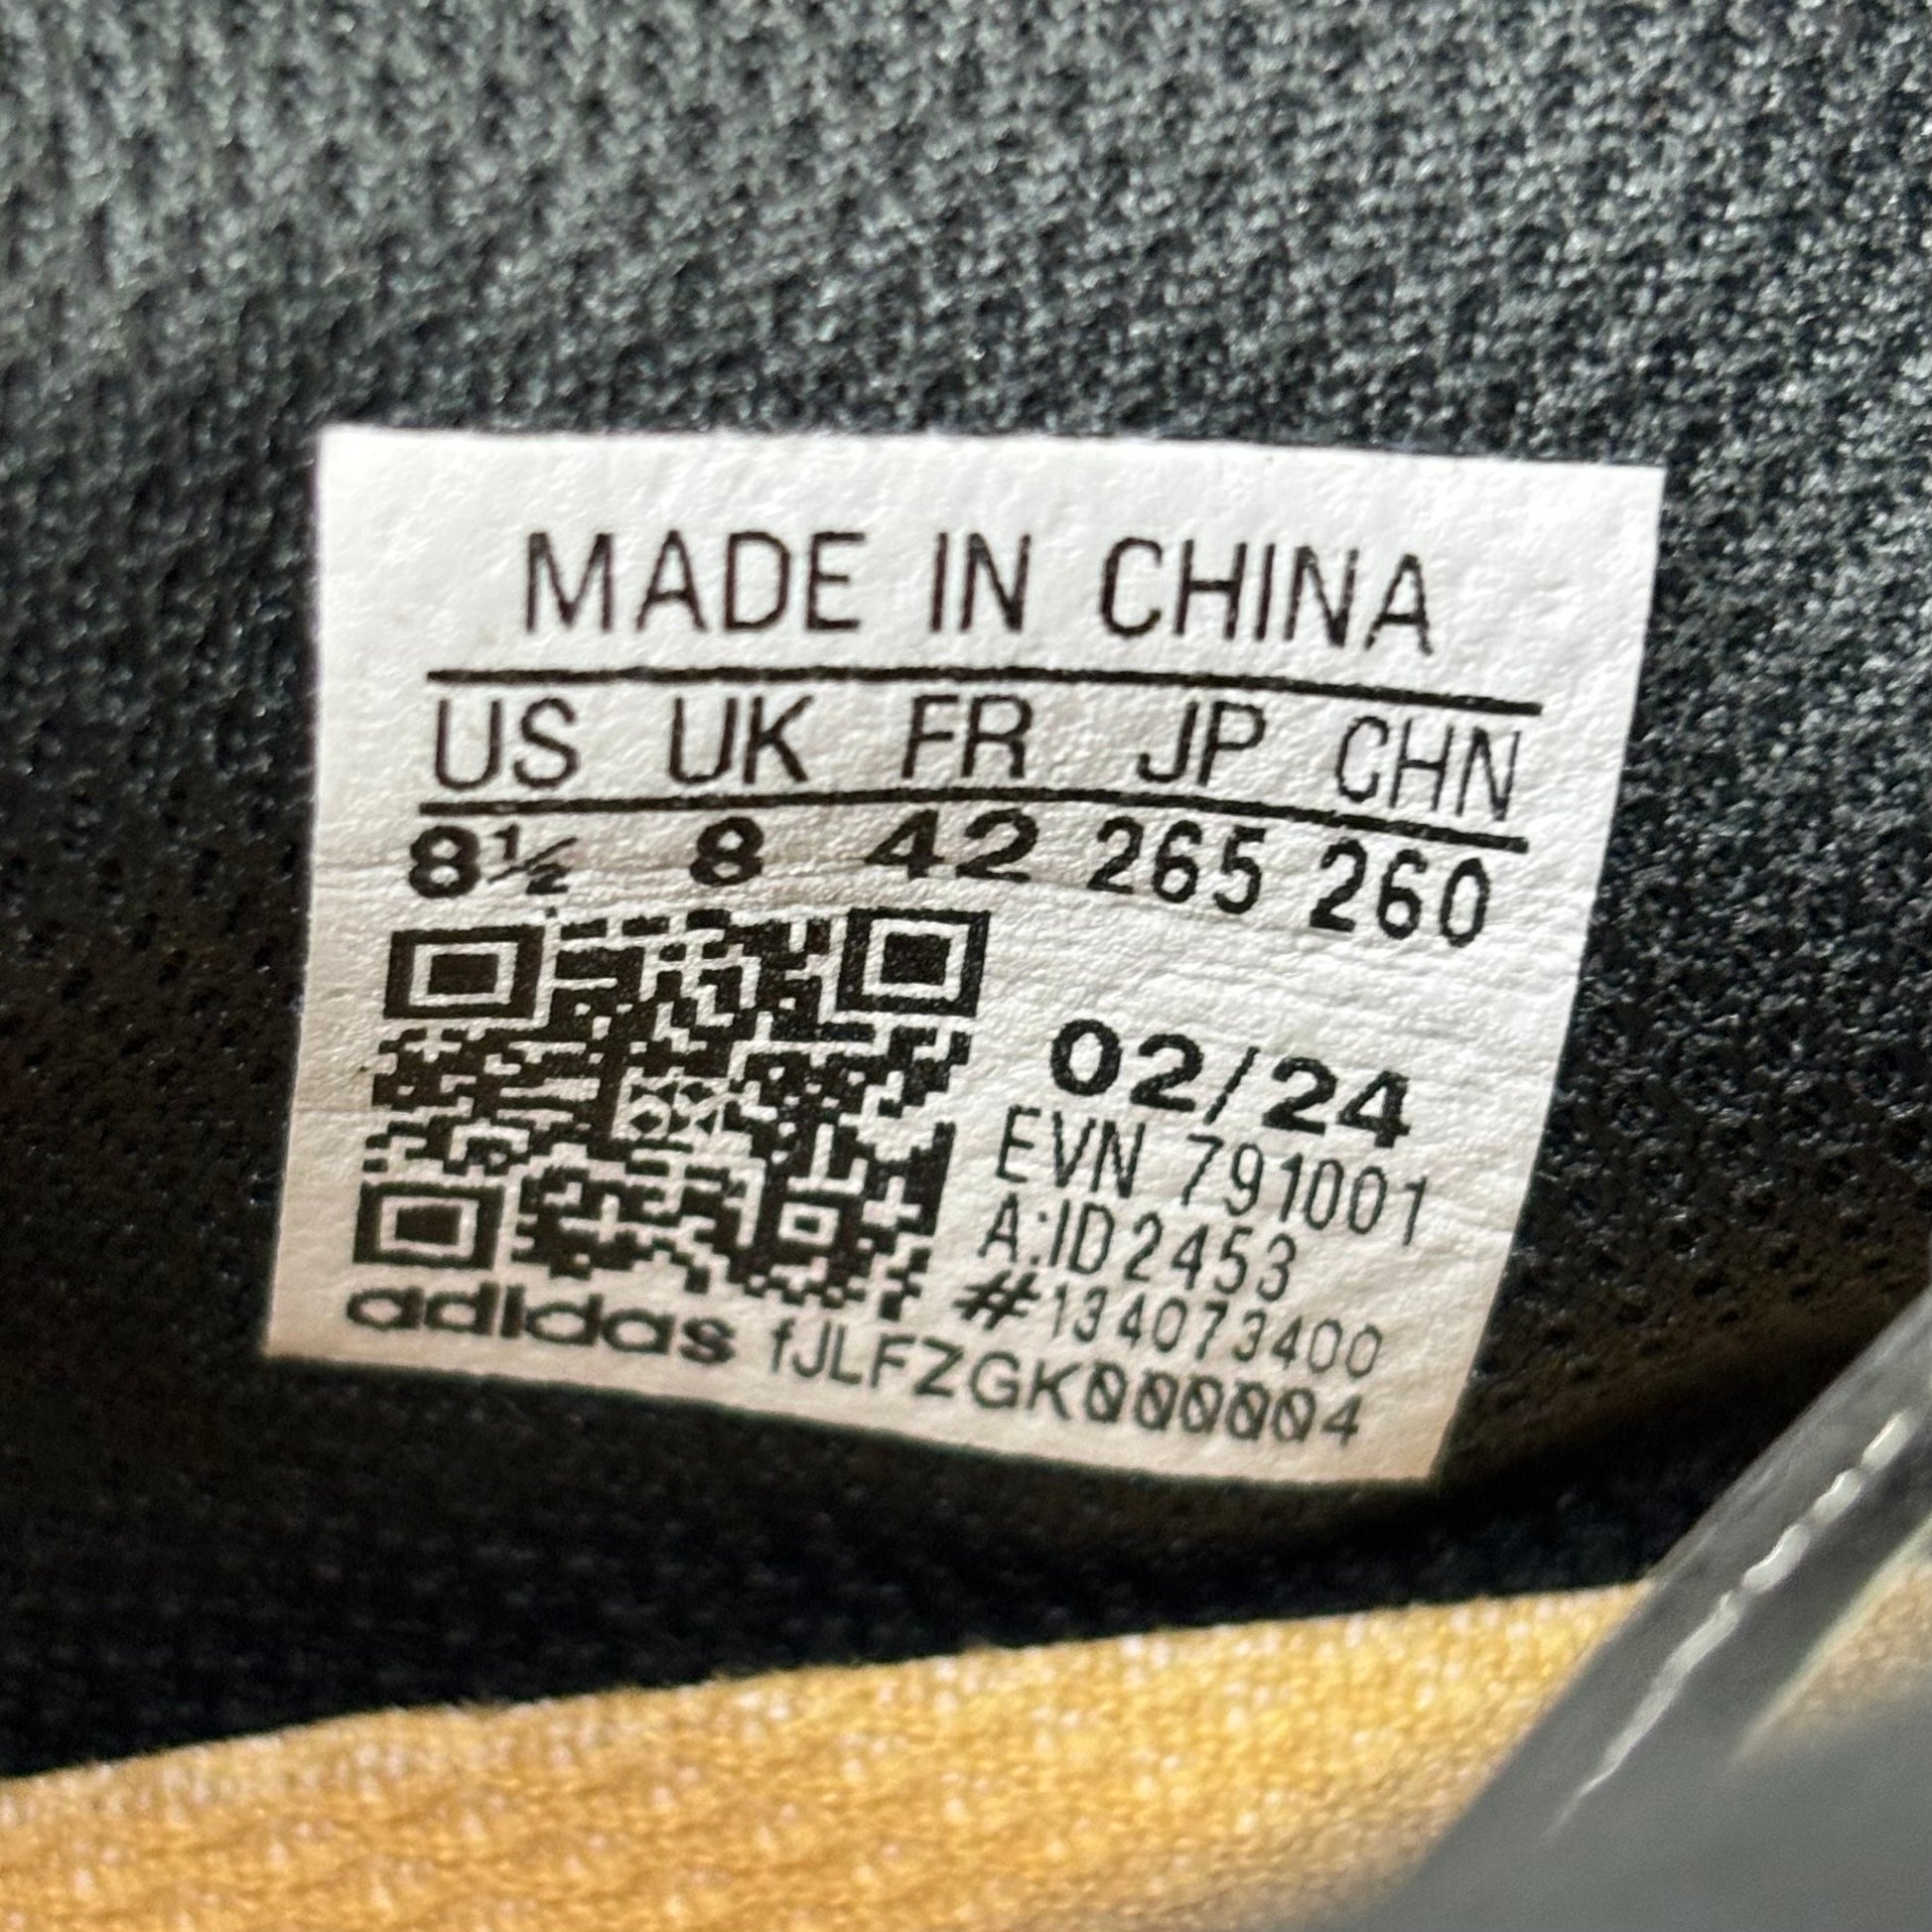 MADE IN CHINA
US UK FR JP CHN
8½ 8 42 265 260
02/24
EVN 791001
A:ID2453
#134073400
adidas fJLFZGK000004